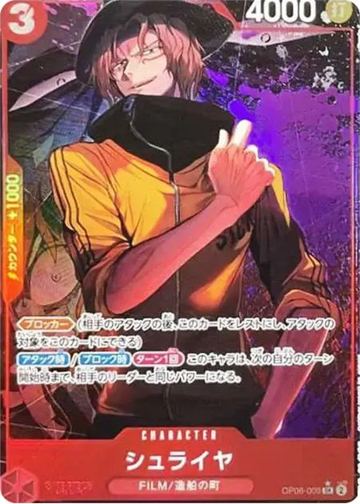 3
4000
打
カウンター +1000
ブロッカー (相手のアタックの後、このカードをレストにし、アタックの
対象をこのカードにできる)
アタック時 / ブロック時 ターン1回 このキャラは、次の自分のターン
開始時まで、相手のリーダーと同じパワーになる。
CHARACTER
シュライヤ
FILM/造船の町
OP06-009 SR 2